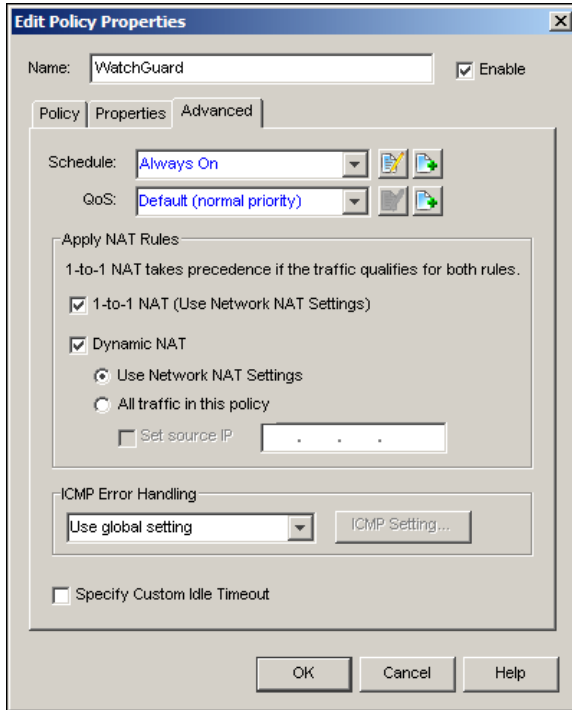 Edit Policy Properties
Name: WatchGuard Enable
Policy Properties Advanced
Schedule: Always On
QoS: Default (normal priority)
Apply NAT Rules
1-to-1 NAT takes precedence if the traffic qualifies for both rules.
1-to-1 NAT (Use Network NAT Settings)
Dynamic NAT
Use Network NAT Settings
All traffic in this policy
Set source IP . . .
ICMP Error Handling
Use global setting ICMP Setting...
Specify Custom Idle Timeout
OK Cancel Help